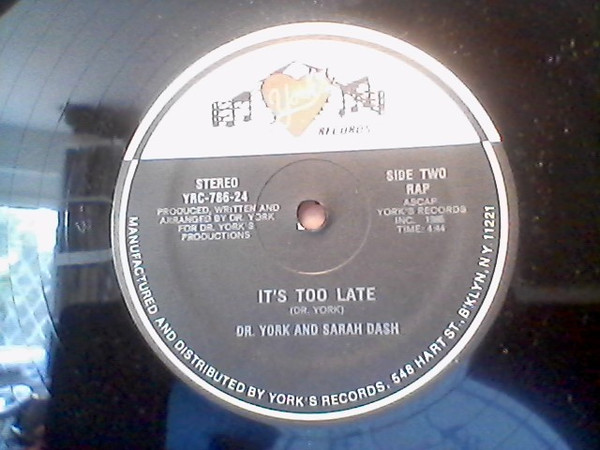 York's
RECORDS
STEREO
YRC-786-24
PRODUCED, WRITTEN AND
ARRANGED BY DR. YORK
FOR DR. YORK'S
PRODUCTIONS
SIDE TWO
RAP
ASCAP
YORK'S RECORDS
INC. 1985
TIME: 4:44
IT'S TOO LATE
(DR. YORK)
DR. YORK AND SARAH DASH
MANUFACTURED AND DISTRIBUTED BY YORK'S RECORDS, 548 HART ST., B'KLYN, N Y 11221